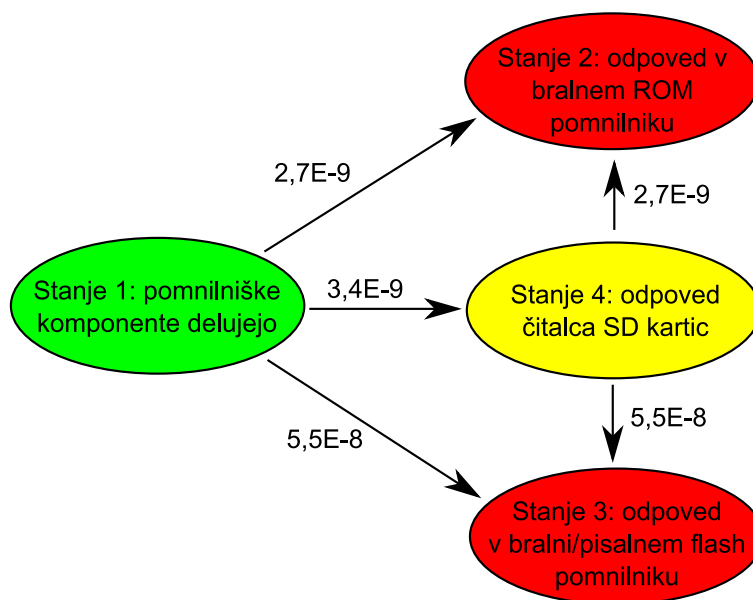 Stanje 2: odpoved v
bralnem ROM
pomnilniku
2,7E-9
2,7E-9
Stanje 1: pomnilniške
komponente delujejo
3,4E-9
Stanje 4: odpoved
čitalca SD kartic
5,5E-8
5,5E-8
Stanje 3: odpoved
v bralni/pisalnem flash
pomnilniku